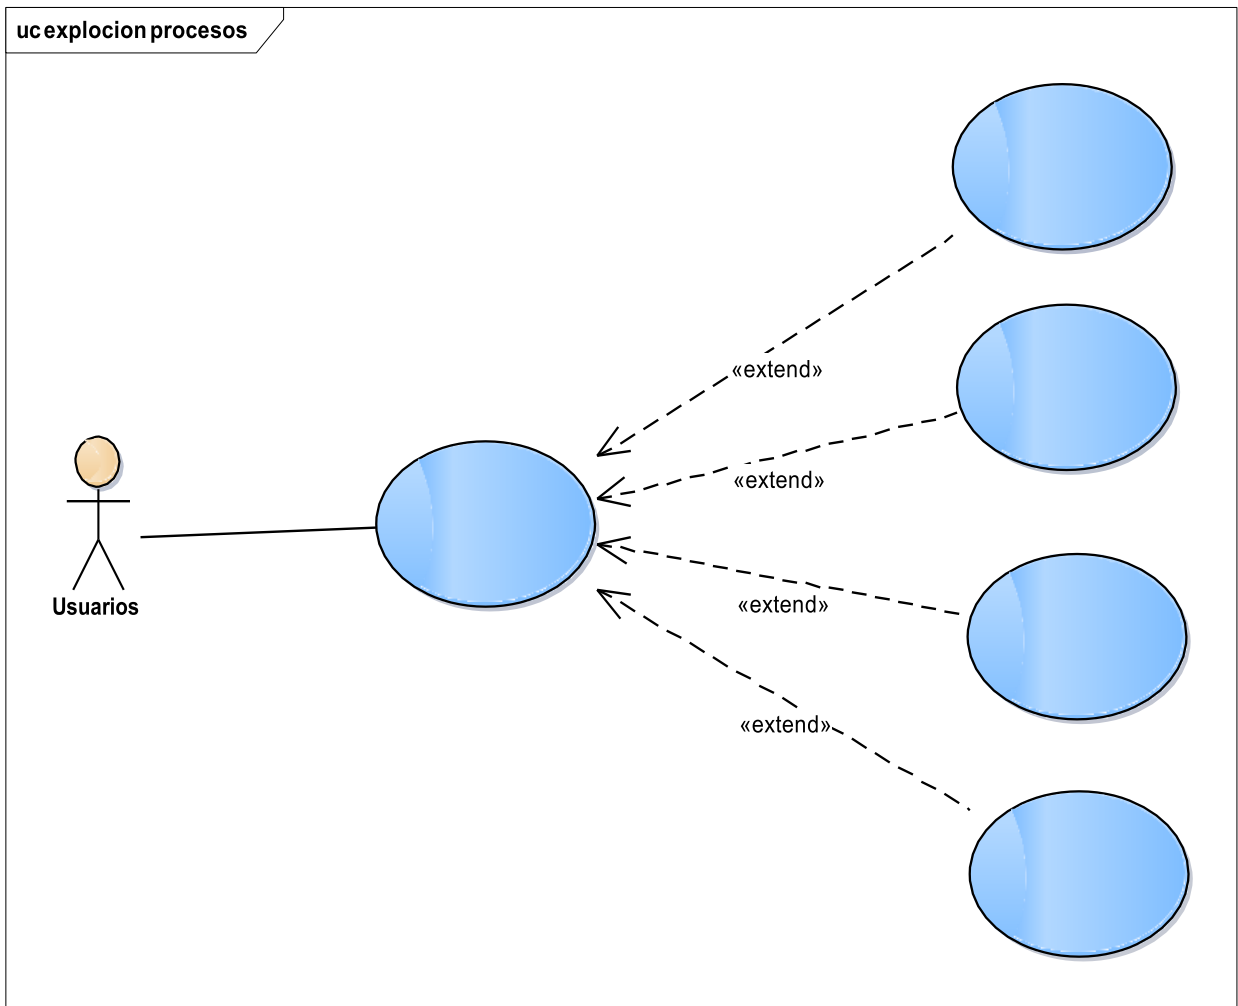 uc explocion procesos
«extend»
«extend»
Usuarios
«extend»
«extend»